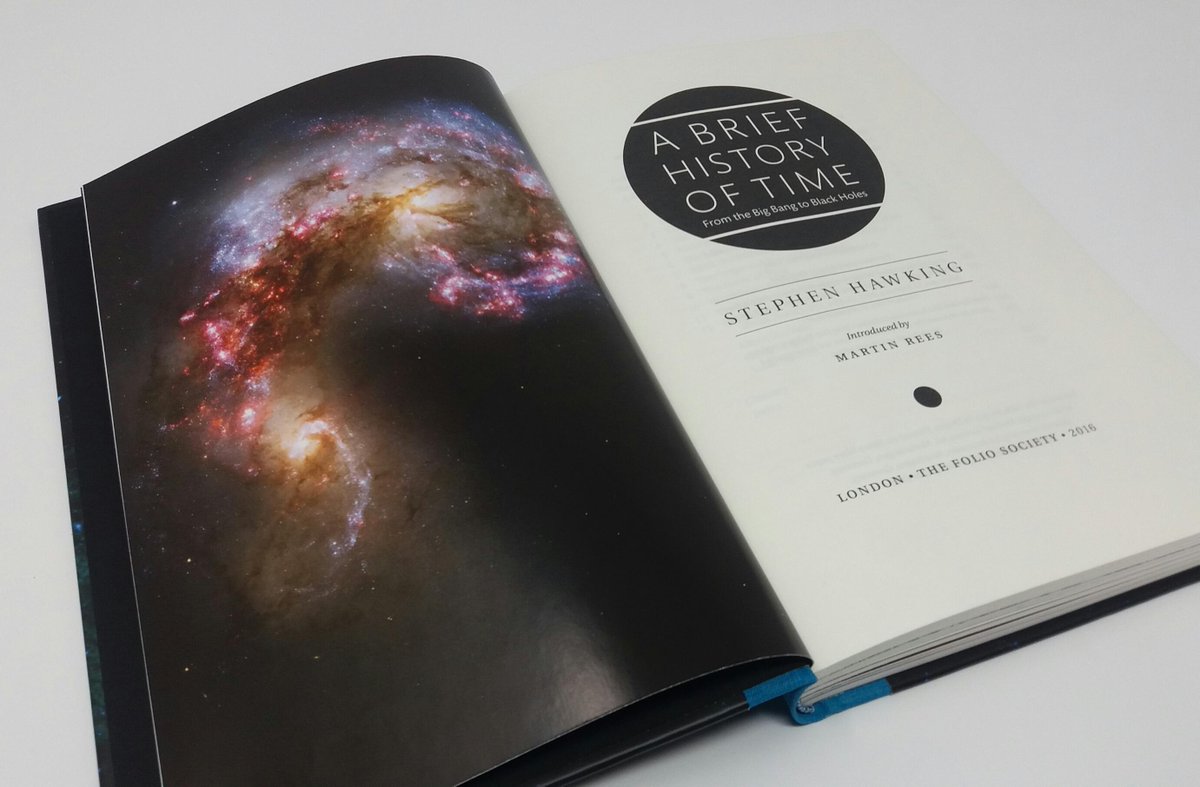 A BRIEF
HISTORY
OF TIME
From the Big Bang to Black Holes
STEPHEN HAWKING
Introduced by
MARTIN REES
LONDON • THE FOLIO SOCIETY • 2016